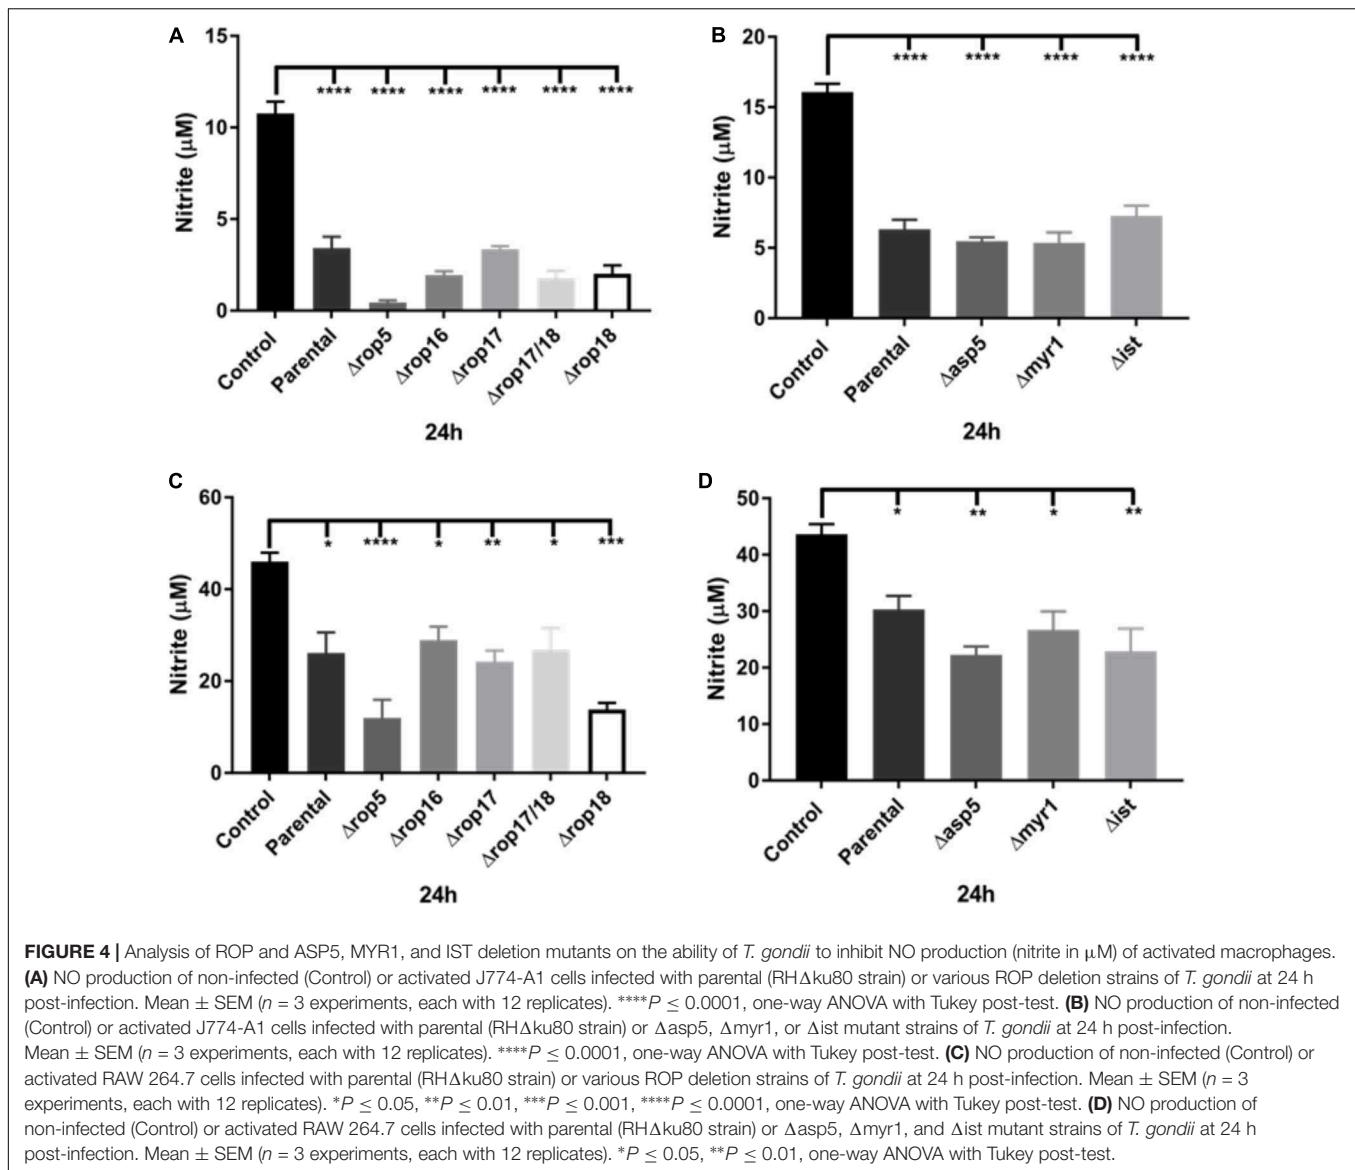 A
15
10
5
0
Nitrite (μM)
**** **** **** **** **** ****
Control
Parental
Δrop5
Δrop16
Δrop17
Δrop17/18
Δrop18
24h
B
20
15
10
5
0
Nitrite (μM)
**** **** **** ****
Control
Parental
Δasp5
Δmyr1
Δist
24h
C
60
40
20
0
Nitrite (μM)
* **** * ** * ***
Control
Parental
Δrop5
Δrop16
Δrop17
Δrop17/18
Δrop18
24h
D
50
40
30
20
10
0
Nitrite (μM)
* ** * **
Control
Parental
Δasp5
Δmyr1
Δist
24h
FIGURE 4 | Analysis of ROP and ASP5, MYR1, and IST deletion mutants on the ability of T. gondii to inhibit NO production (nitrite in μM) of activated macrophages.
(A) NO production of non-infected (Control) or activated J774-A1 cells infected with parental (RHΔku80 strain) or various ROP deletion strains of T. gondii at 24 h
post-infection. Mean ± SEM (n = 3 experiments, each with 12 replicates). ****P ≤ 0.0001, one-way ANOVA with Tukey post-test. (B) NO production of non-infected
(Control) or activated J774-A1 cells infected with parental (RHΔku80 strain) or Δasp5, Δmyr1, or Δist mutant strains of T. gondii at 24 h post-infection.
Mean ± SEM (n = 3 experiments, each with 12 replicates). ****P ≤ 0.0001, one-way ANOVA with Tukey post-test. (C) NO production of non-infected (Control) or
activated RAW 264.7 cells infected with parental (RHΔku80 strain) or various ROP deletion strains of T. gondii at 24 h post-infection. Mean ± SEM (n = 3
experiments, each with 12 replicates). *P ≤ 0.05, **P ≤ 0.01, ***P ≤ 0.001, ****P ≤ 0.0001, one-way ANOVA with Tukey post-test. (D) NO production of
non-infected (Control) or activated RAW 264.7 cells infected with parental (RHΔku80 strain) or Δasp5, Δmyr1, and Δist mutant strains of T. gondii at 24 h
post-infection. Mean ± SEM (n = 3 experiments, each with 12 replicates). *P ≤ 0.05, **P ≤ 0.01, one-way ANOVA with Tukey post-test.